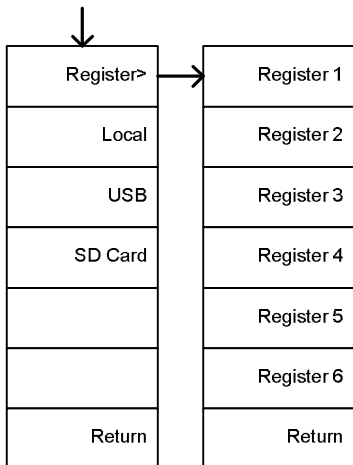 Register>
Local
USB
SD Card
Return
Register 1
Register 2
Register 3
Register 4
Register 5
Register 6
Return